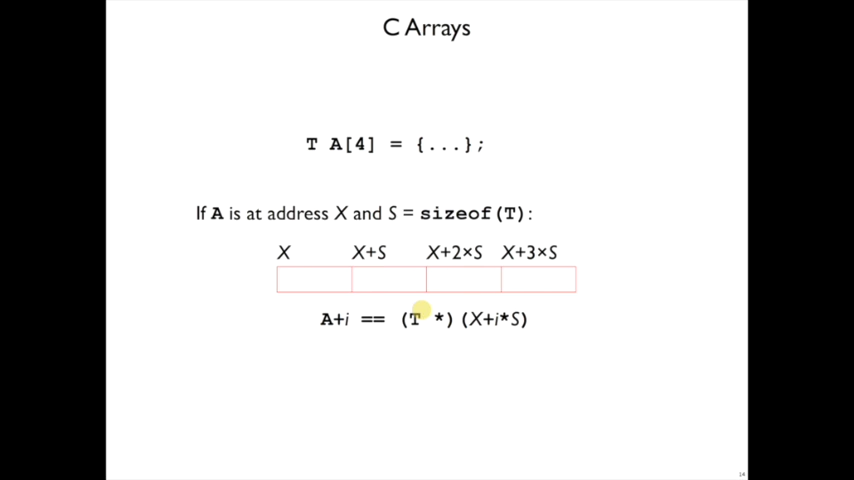 C Arrays
T A[4] = {...};
If A is at address X and S = sizeof(T):
X X+S X+2×S X+3×S
A+i == (T *)(X+i*S)
14